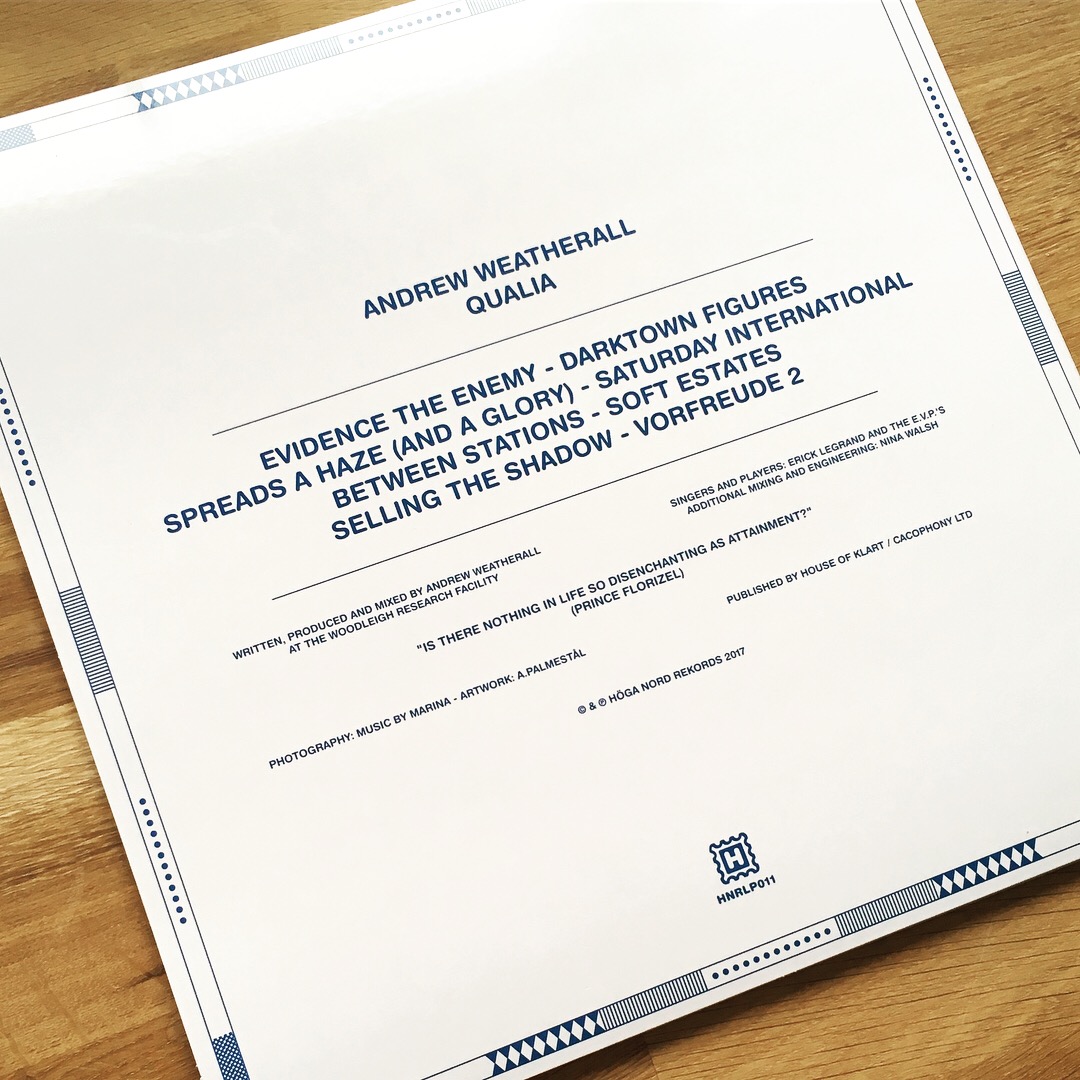 ANDREW WEATHERALL
QUALIA
EVIDENCE THE ENEMY - DARKTOWN FIGURES
SPREADS A HAZE (AND A GLORY) - SATURDAY INTERNATIONAL
BETWEEN STATIONS - SOFT ESTATES
SELLING THE SHADOW - VORFREUDE 2
SINGERS AND PLAYERS: ERICK LEGRAND AND THE E.V.P.'S
ADDITIONAL MIXING AND ENGINEERING: NINA WALSH
WRITTEN, PRODUCED AND MIXED BY ANDREW WEATHERALL
AT THE WOODLEIGH RESEARCH FACILITY
"IS THERE NOTHING IN LIFE SO DISENCHANTING AS ATTAINMENT?"
(PRINCE FLORIZEL)
PUBLISHED BY HOUSE OF KLART / CACOPHONY LTD
PHOTOGRAPHY: MUSIC BY MARINA - ARTWORK: A.PALMESTÅL
© & ℗ HÖGA NORD REKORDS 2017
H
HNRLP011